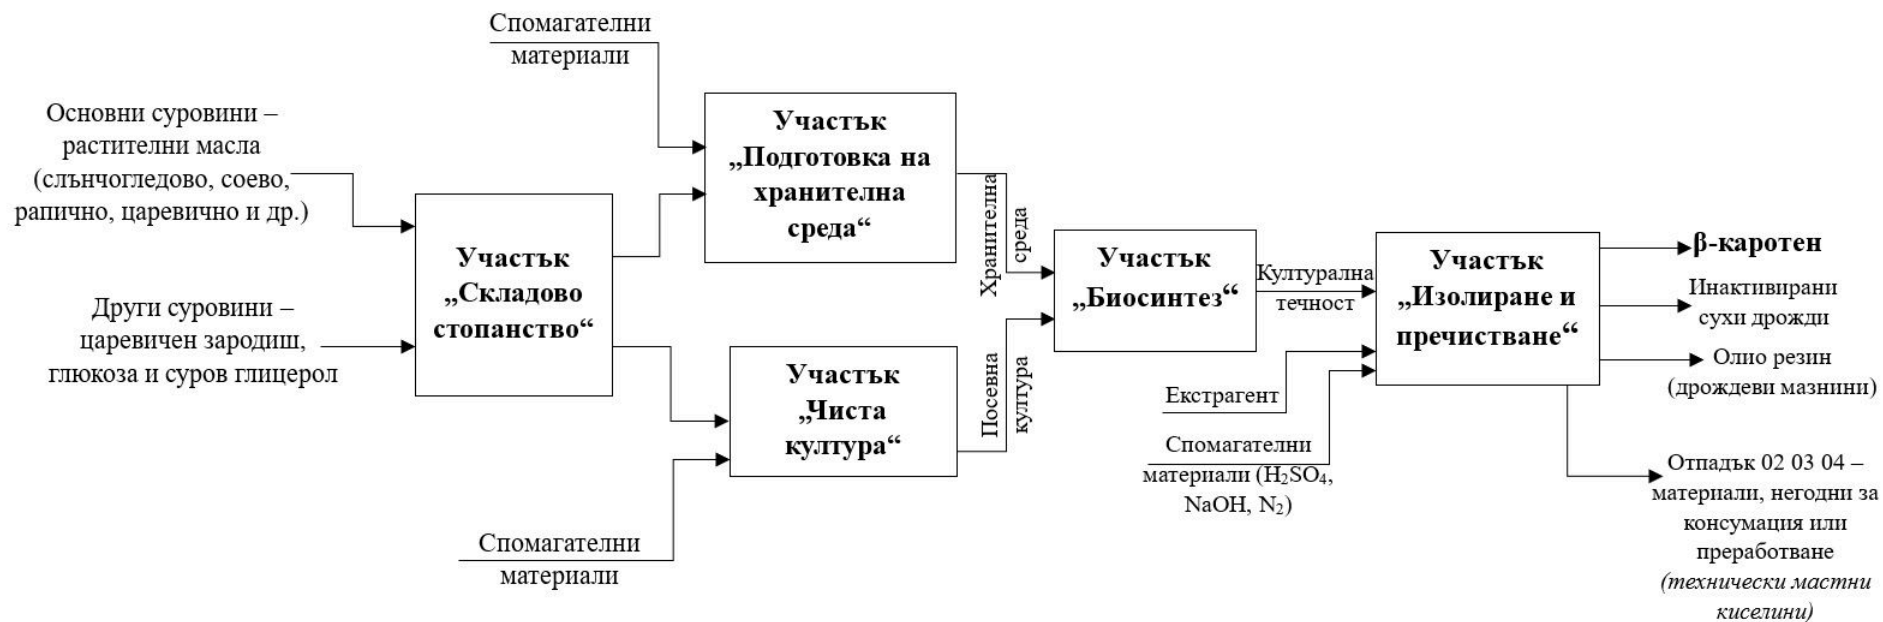 Спомагателни
материали
Основни суровини –
растителни масла
(слънчогледово, соево,
рапично, царевично и др.)
Други суровини –
царевичен зародиш,
глюкоза и суров глицерол
Участък
„Складово
стопанство“
Участък
„Подготовка на
хранителна
среда“
Участък
„Чиста
култура“
Спомагателни
материали
Хранителна
среда
Посевна
култура
Участък
„Биосинтез“
Културална
течност
Екстрагент
Спомагателни
материали (H₂SO₄,
NaOH, N₂)
Участък
„Изолиране и
пречистване“
β-каротен
Инактивирани
сухи дрожди
Олио резин
(дрождеви мазнини)
Отпадък 02 03 04 –
материали, негодни за
консумация или
преработване
(технически мастни
киселини)